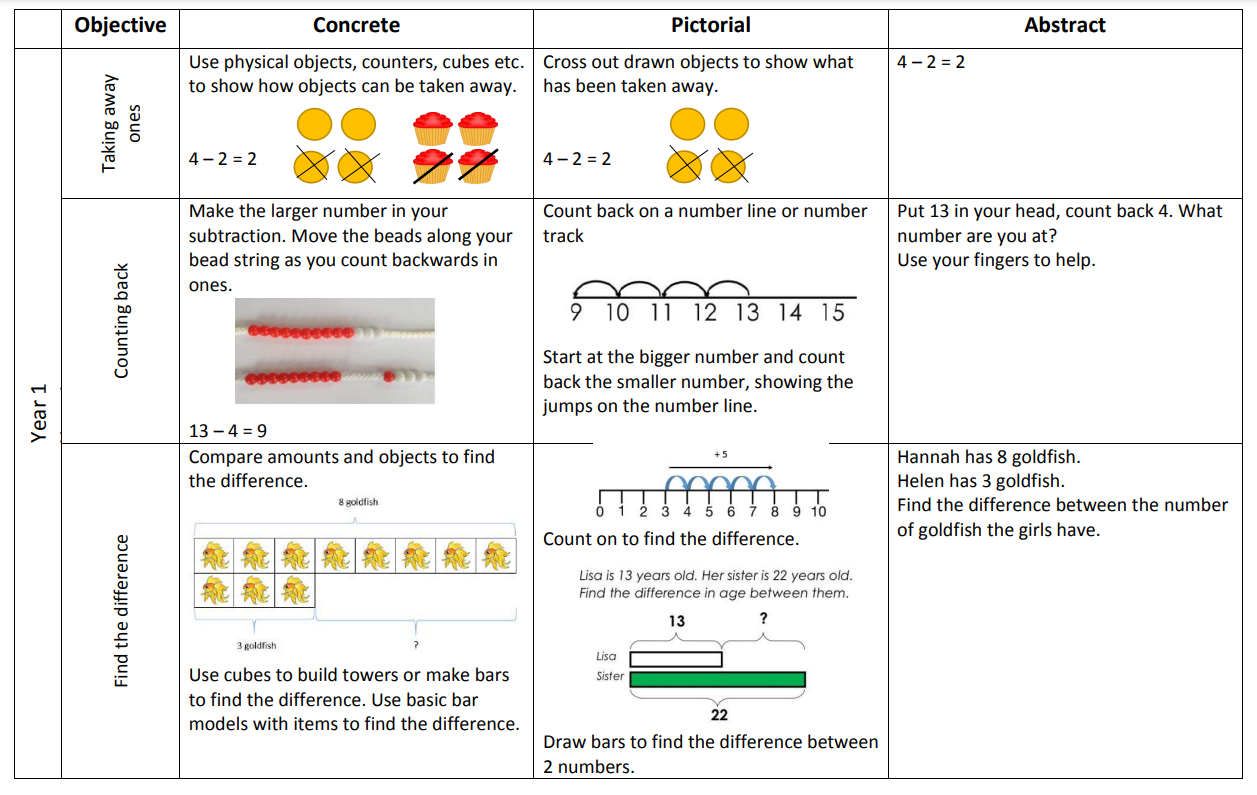 Objective
Concrete
Pictorial
Abstract
Year 1
Taking away
ones
Use physical objects, counters, cubes etc.
to show how objects can be taken away.
4 – 2 = 2
Cross out drawn objects to show what
has been taken away.
4 – 2 = 2
4 – 2 = 2
Counting back
Make the larger number in your
subtraction. Move the beads along your
bead string as you count backwards in
ones.
13 – 4 = 9
Count back on a number line or number
track
9 10 11 12 13 14 15
Start at the bigger number and count
back the smaller number, showing the
jumps on the number line.
Put 13 in your head, count back 4. What
number are you at?
Use your fingers to help.
Find the difference
Compare amounts and objects to find
the difference.
8 goldfish
3 goldfish ?
Use cubes to build towers or make bars
to find the difference. Use basic bar
models with items to find the difference.
+5
0 1 2 3 4 5 6 7 8 9 10
Count on to find the difference.
Lisa is 13 years old. Her sister is 22 years old.
Find the difference in age between them.
13 ?
Lisa
Sister
22
Draw bars to find the difference between
2 numbers.
Hannah has 8 goldfish.
Helen has 3 goldfish.
Find the difference between the number
of goldfish the girls have.